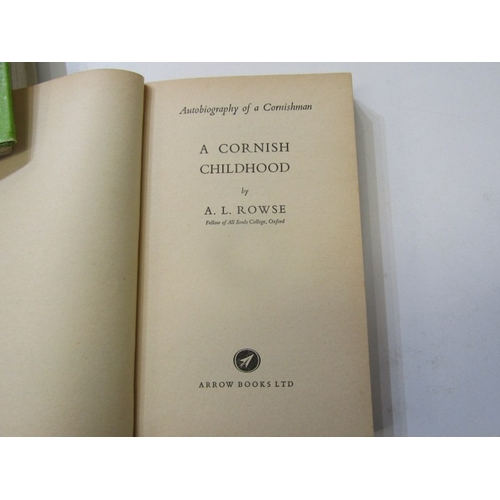 Autobiography of a Cornishman
A CORNISH
CHILDHOOD
by
A. L. ROWSE
Fellow of All Souls College, Oxford
ARROW BOOKS LTD